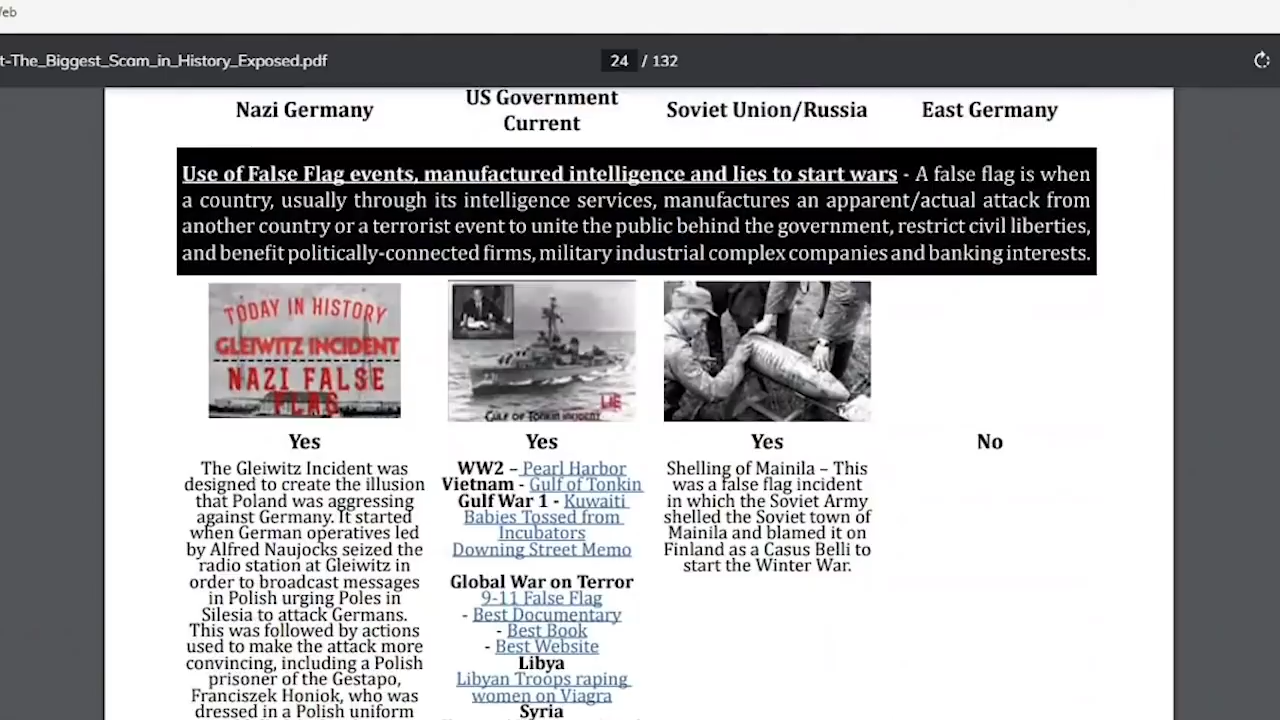 Web
t-The_Biggest_Scam_in_History_Exposed.pdf
24 / 132
Nazi Germany
US Government
Current
Soviet Union/Russia
East Germany
Use of False Flag events, manufactured intelligence and lies to start wars - A false flag is when
a country, usually through its intelligence services, manufactures an apparent/actual attack from
another country or a terrorist event to unite the public behind the government, restrict civil liberties,
and benefit politically-connected firms, military industrial complex companies and banking interests.
TODAY IN HISTORY
GLEIWITZ INCIDENT
NAZI FALSE
FLAG
LIE
GULF OF TONKIN INCIDENT
Yes
The Gleiwitz Incident was
designed to create the illusion
that Poland was aggressing
against Germany. It started
when German operatives led
by Alfred Naujocks seized the
radio station at Gleiwitz in
order to broadcast messages
in Polish urging Poles in
Silesia to attack Germans.
This was followed by actions
used to make the attack more
convincing, including a Polish
prisoner of the Gestapo,
Franciszek Honiok, who was
dressed in a Polish uniform
Yes
WW2 – Pearl Harbor
Vietnam - Gulf of Tonkin
Gulf War 1 - Kuwaiti
Babies Tossed from
Incubators
Downing Street Memo
Global War on Terror
9-11 False Flag
- Best Documentary
- Best Book
- Best Website
Libya
Libyan Troops raping
women on Viagra
Syria
Yes
Shelling of Mainila – This
was a false flag incident
in which the Soviet Army
shelled the Soviet town of
Mainila and blamed it on
Finland as a Casus Belli to
start the Winter War.
No